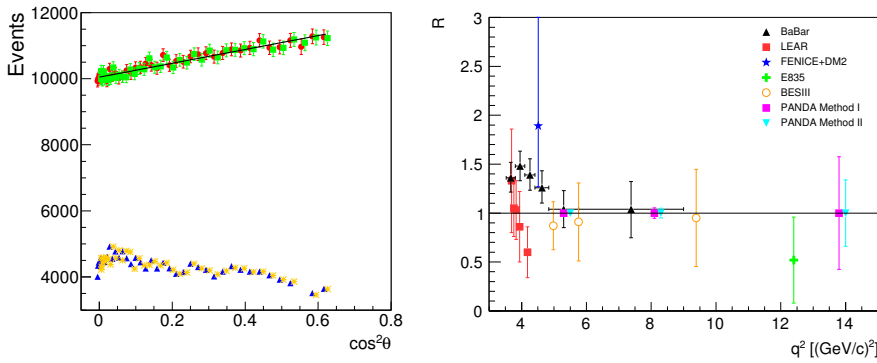 Events
12000
10000
8000
6000
4000
0
0.2
0.4
0.6
0.8
cos²θ
R
3
2.5
2
1.5
1
0.5
0
4
6
8
10
12
14
q² [(GeV/c)²]
BaBar
LEAR
FENICE+DM2
E835
BESIII
PANDA Method I
PANDA Method II